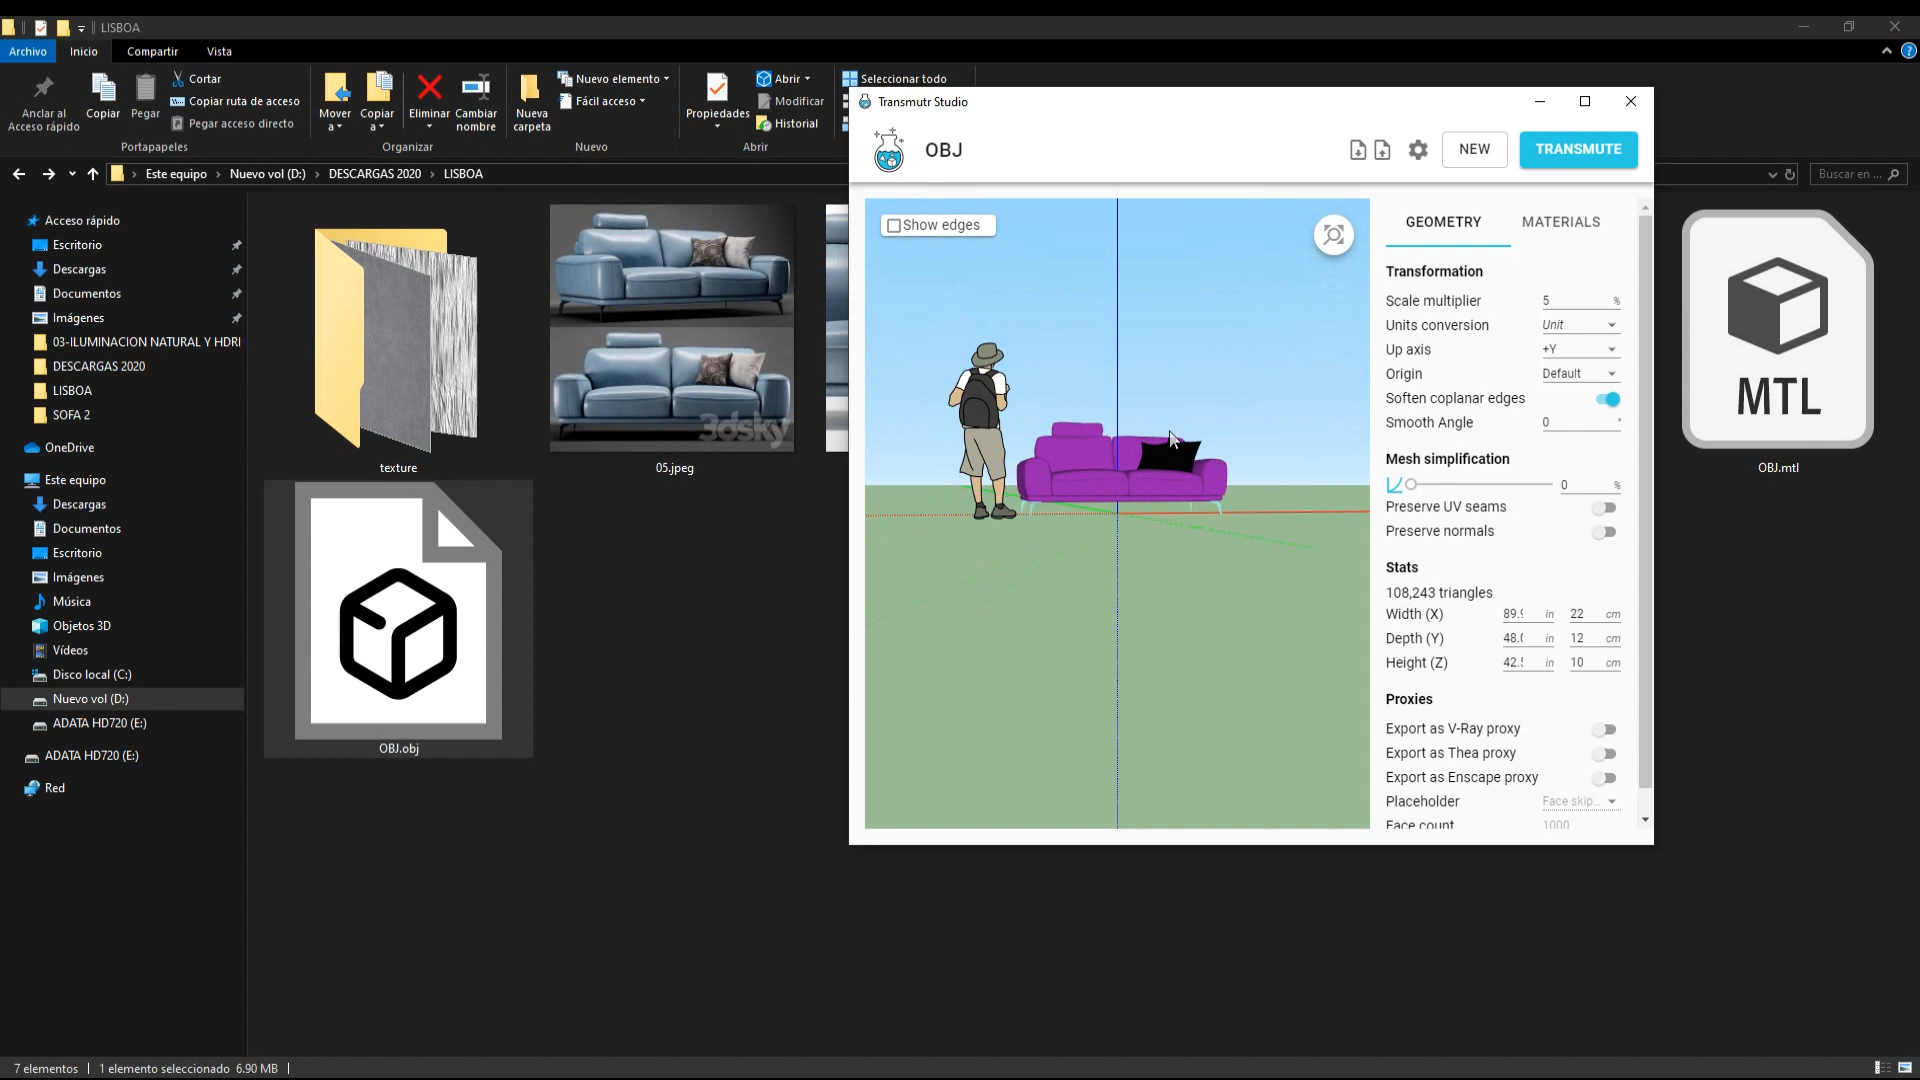 LISBOA
Archivo
Inicio
Compartir
Vista
Anclar al
Acceso rápido
Copiar
Pegar
Cortar
Copiar ruta de acceso
Pegar acceso directo
Portapapeles
Mover
a
Copiar
a
Eliminar
Cambiar
nombre
Organizar
Nueva
carpeta
Nuevo elemento
Fácil acceso
Nuevo
Propiedades
Abrir
Modificar
Historial
Abrir
Seleccionar todo
Este equipo
Nuevo vol (D:)
DESCARGAS 2020
LISBOA
Buscar en ...
Acceso rápido
Escritorio
Descargas
Documentos
Imágenes
03-ILUMINACION NATURAL Y HDRI
DESCARGAS 2020
LISBOA
SOFA 2
OneDrive
Este equipo
Descargas
Documentos
Escritorio
Imágenes
Música
Objetos 3D
Vídeos
Disco local (C:)
Nuevo vol (D:)
ADATA HD720 (E:)
ADATA HD720 (E:)
Red
texture
3dsky
05.jpeg
OBJ.obj
MTL
OBJ.mtl
Transmutr Studio
OBJ
NEW
TRANSMUTE
Show edges
GEOMETRY
MATERIALS
Transformation
Scale multiplier 5 %
Units conversion Unit
Up axis +Y
Origin Default
Soften coplanar edges
Smooth Angle 0 °
Mesh simplification
0 %
Preserve UV seams
Preserve normals
Stats
108,243 triangles
Width (X) 89. in 22 cm
Depth (Y) 48. in 12 cm
Height (Z) 42. in 10 cm
Proxies
Export as V-Ray proxy
Export as Thea proxy
Export as Enscape proxy
Placeholder Face skip...
Face count 1000
7 elementos
1 elemento seleccionado 6.90 MB